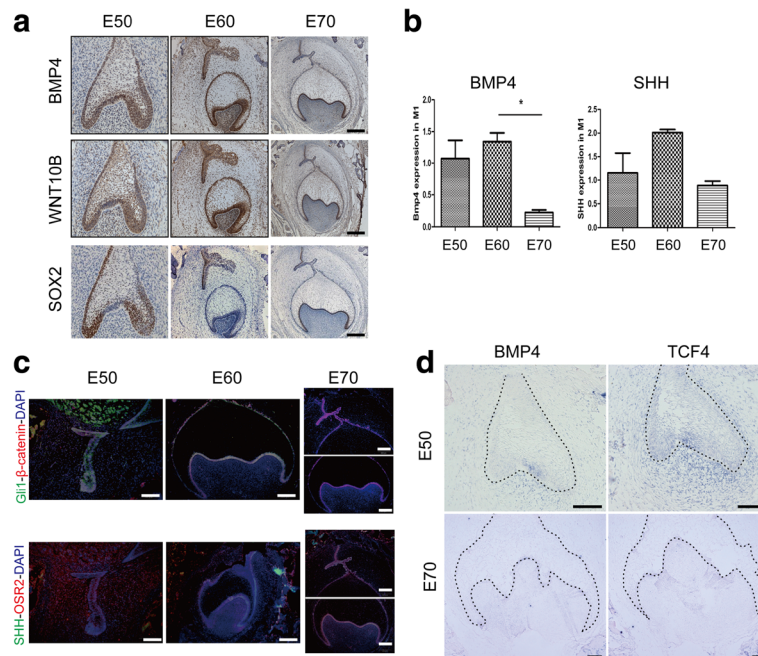 a
E50 E60 E70
BMP4
WNT10B
SOX2
b
BMP4
*
Bmp4 expression in M1
2.0
1.5
1.0
0.5
0.0
E50 E60 E70
SHH
SHH expression in M1
2.5
2.0
1.5
1.0
0.5
0.0
E50 E60 E70
c
E50 E60 E70
Gli1-β-catenin-DAPI
SHH-OSR2-DAPI
d
BMP4 TCF4
E50
E70